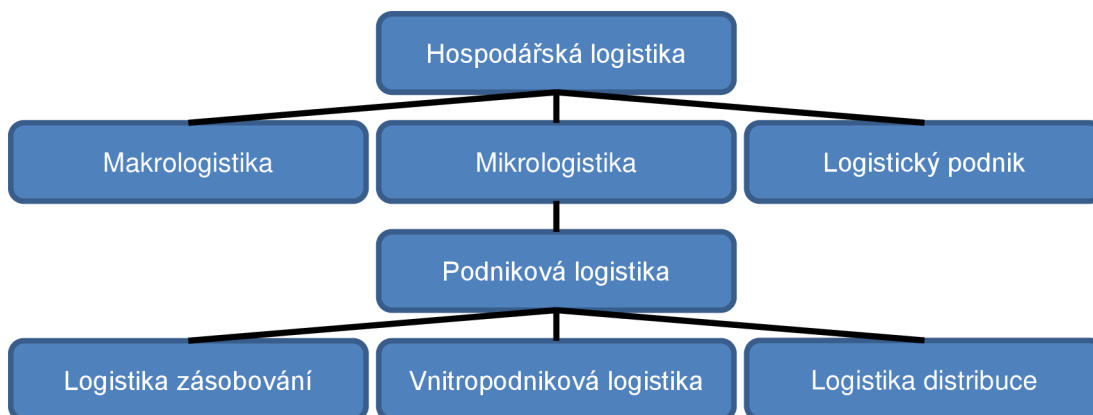 Hospodářská logistika
Makrologistika
Mikrologistika
Logistický podnik
Podniková logistika
Logistika zásobování
Vnitropodniková logistika
Logistika distribuce